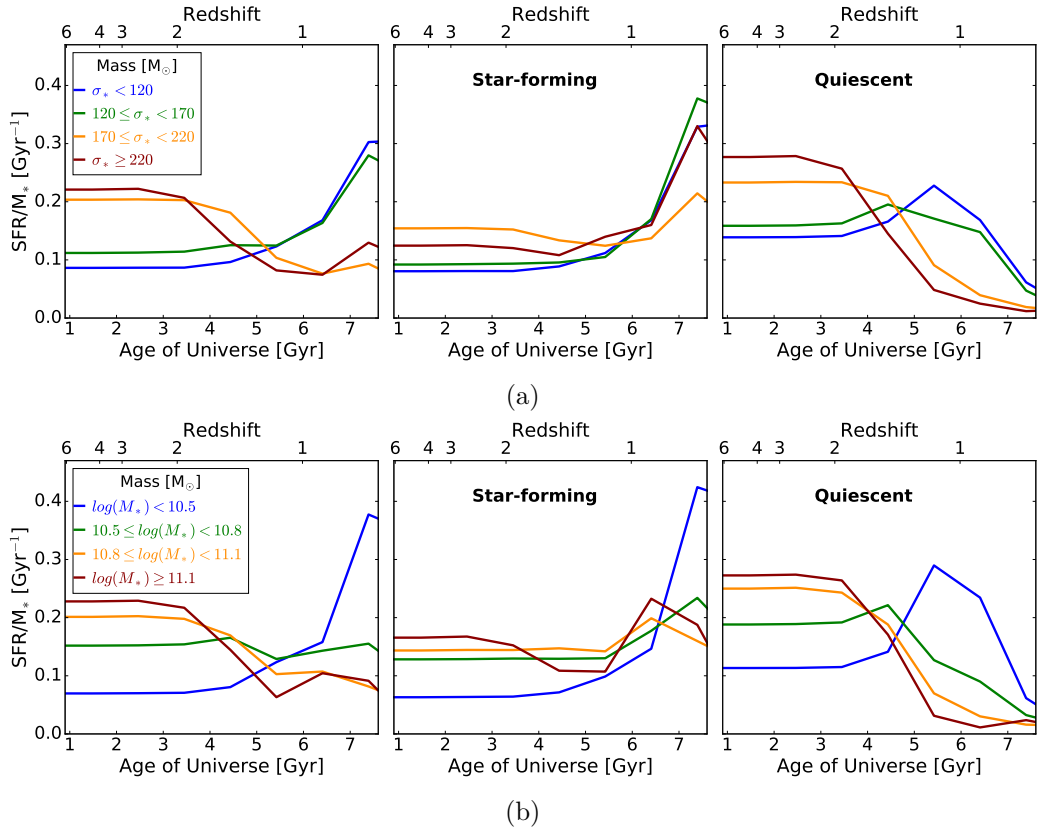 Redshift Redshift Redshift
6 4 3 2 1 6 4 3 2 1 6 4 3 2 1
Mass [M⊙]
σ* < 120
120 ≤ σ* < 170
170 ≤ σ* < 220
σ* ≥ 220
Star-forming
Quiescent
SFR/M* [Gyr⁻¹]
0.4
0.3
0.2
0.1
0.0
1 2 3 4 5 6 7 1 2 3 4 5 6 7 1 2 3 4 5 6 7
Age of Universe [Gyr] Age of Universe [Gyr] Age of Universe [Gyr]
(a)
Redshift Redshift Redshift
6 4 3 2 1 6 4 3 2 1 6 4 3 2 1
Mass [M⊙]
log(M*) < 10.5
10.5 ≤ log(M*) < 10.8
10.8 ≤ log(M*) < 11.1
log(M*) ≥ 11.1
Star-forming
Quiescent
SFR/M* [Gyr⁻¹]
0.4
0.3
0.2
0.1
0.0
1 2 3 4 5 6 7 1 2 3 4 5 6 7 1 2 3 4 5 6 7
Age of Universe [Gyr] Age of Universe [Gyr] Age of Universe [Gyr]
(b)